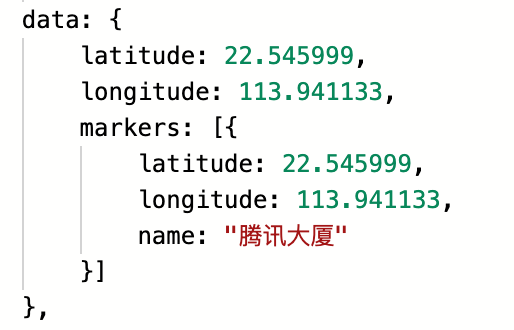 data: {
    latitude: 22.545999,
    longitude: 113.941133,
    markers: [{
        latitude: 22.545999,
        longitude: 113.941133,
        name: "腾讯大厦"
    }]
},